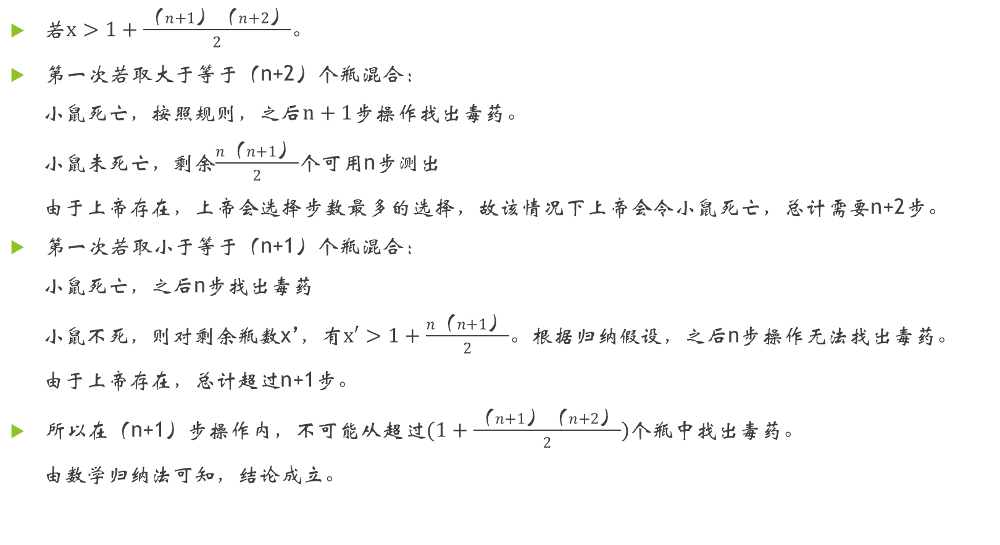 若x > 1 + （n+1）（n+2）/2。
第一次若取大于等于（n+2）个瓶混合：
小鼠死亡，按照规则，之后n + 1步操作找出毒药。
小鼠未死亡，剩余n（n+1）/2个可用n步测出
由于上帝存在，上帝会选择步数最多的选择，故该情况下上帝会令小鼠死亡，总计需要n+2步。
第一次若取小于等于（n+1）个瓶混合：
小鼠死亡，之后n步找出毒药
小鼠不死，则对剩余瓶数x’，有x′ > 1 + n（n+1）/2。根据归纳假设，之后n步操作无法找出毒药。
由于上帝存在，总计超过n+1步。
所以在（n+1）步操作内，不可能从超过(1 + （n+1）（n+2）/2)个瓶中找出毒药。
由数学归纳法可知，结论成立。